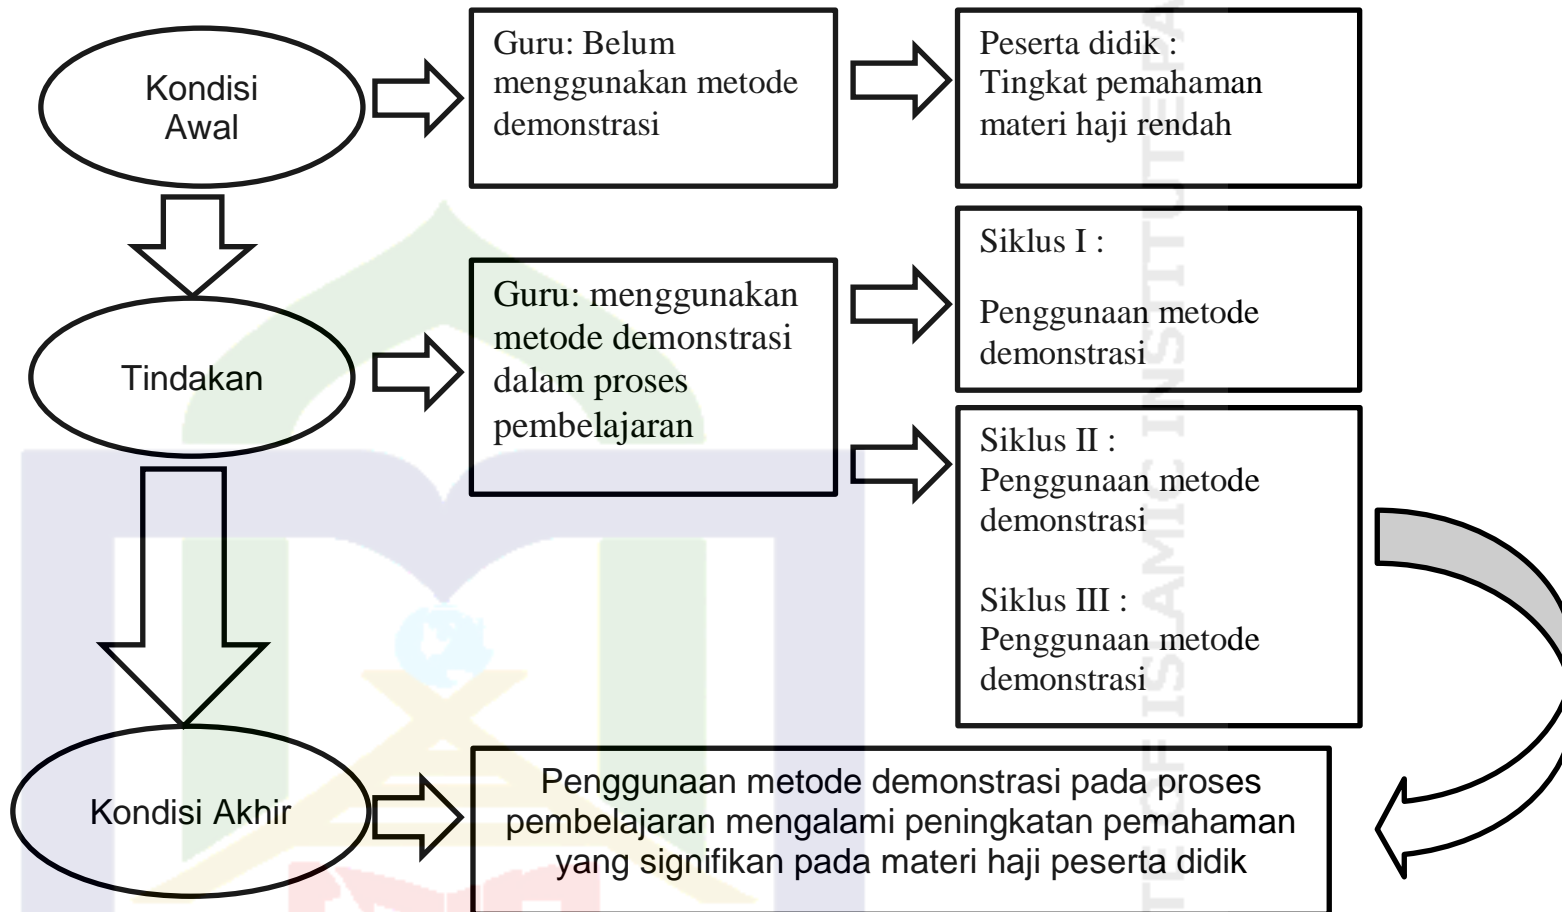 Kondisi
Awal
Guru: Belum
menggunakan metode
demonstrasi
Peserta didik :
Tingkat pemahaman
materi haji rendah
Tindakan
Guru: menggunakan
metode demonstrasi
dalam proses
pembelajaran
Siklus I :
Penggunaan metode
demonstrasi
Siklus II :
Penggunaan metode
demonstrasi
Siklus III :
Penggunaan metode
demonstrasi
Kondisi Akhir
Penggunaan metode demonstrasi pada proses
pembelajaran mengalami peningkatan pemahaman
yang signifikan pada materi haji peserta didik
ISLAMIC INSTITUTE